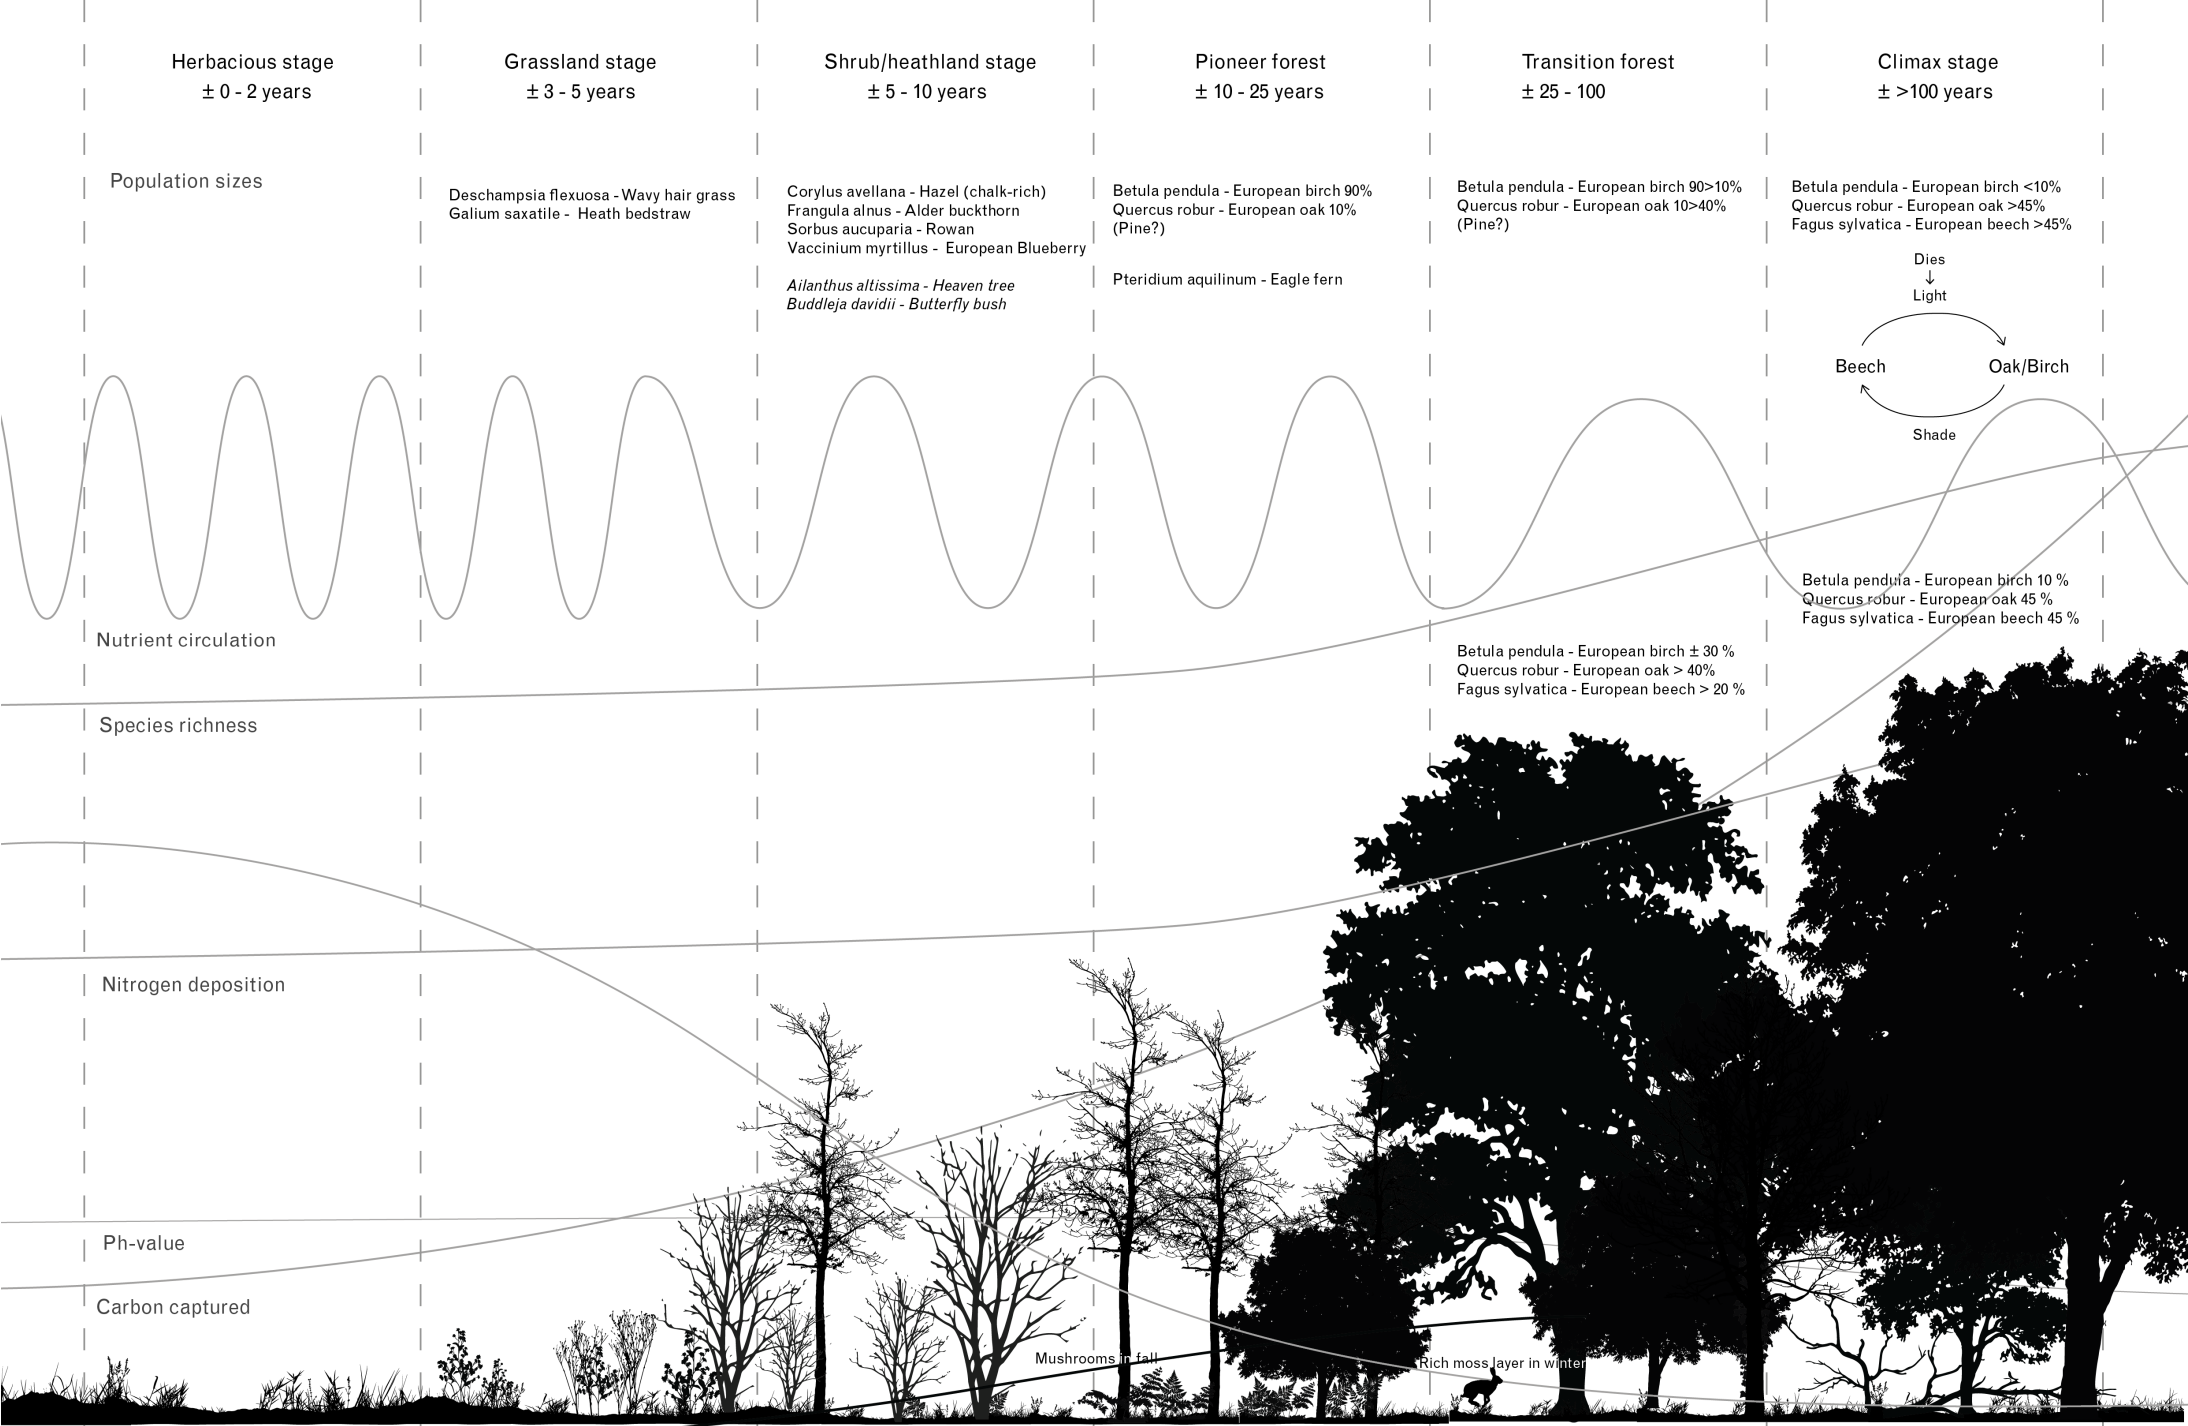 Herbacious stage
± 0 - 2 years
Grassland stage
± 3 - 5 years
Shrub/heathland stage
± 5 - 10 years
Pioneer forest
± 10 - 25 years
Transition forest
± 25 - 100
Climax stage
± >100 years
Population sizes
Deschampsia flexuosa - Wavy hair grass
Galium saxatile - Heath bedstraw
Corylus avellana - Hazel (chalk-rich)
Frangula alnus - Alder buckthorn
Sorbus aucuparia - Rowan
Vaccinium myrtillus - European Blueberry
Ailanthus altissima - Heaven tree
Buddleja davidii - Butterfly bush
Betula pendula - European birch 90%
Quercus robur - European oak 10%
(Pine?)
Pteridium aquilinum - Eagle fern
Betula pendula - European birch 90>10%
Quercus robur - European oak 10>40%
(Pine?)
Betula pendula - European birch <10%
Quercus robur - European oak >45%
Fagus sylvatica - European beech >45%
Dies
Light
Beech
Oak/Birch
Shade
Betula pendula - European birch 10 %
Quercus robur - European oak 45 %
Fagus sylvatica - European beech 45 %
Nutrient circulation
Betula pendula - European birch ± 30 %
Quercus robur - European oak > 40%
Fagus sylvatica - European beech > 20 %
Species richness
Nitrogen deposition
Ph-value
Carbon captured
Mushrooms in fall
Rich moss layer in winter